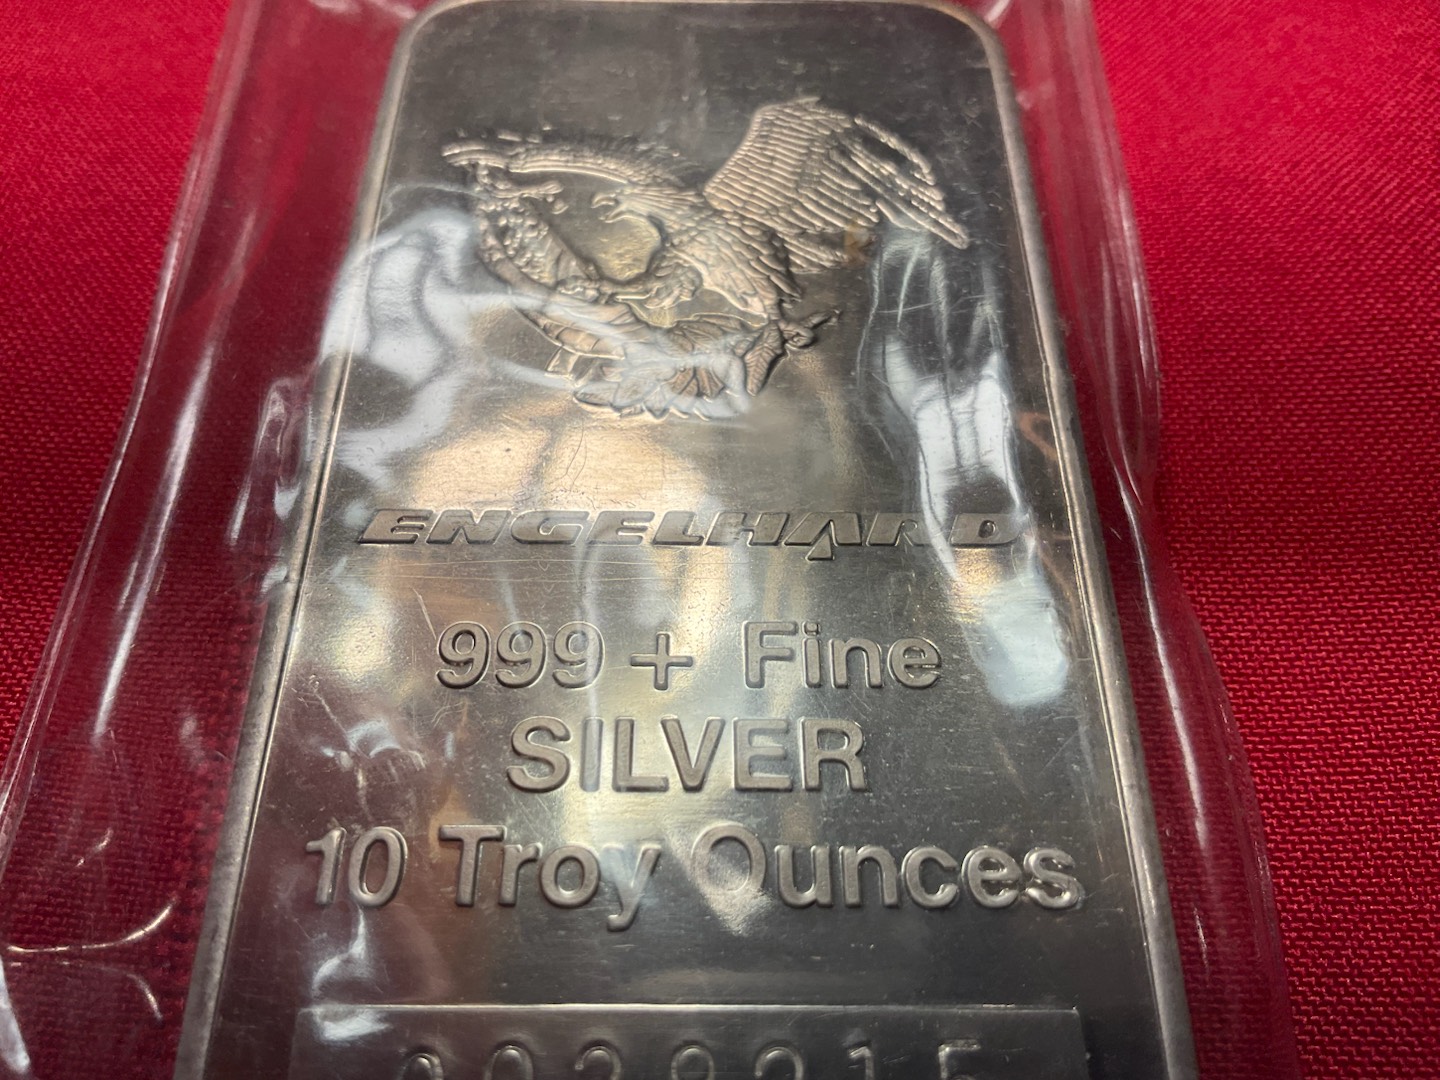 ENGELHARD
999 + Fine
SILVER
10 Troy Ounces